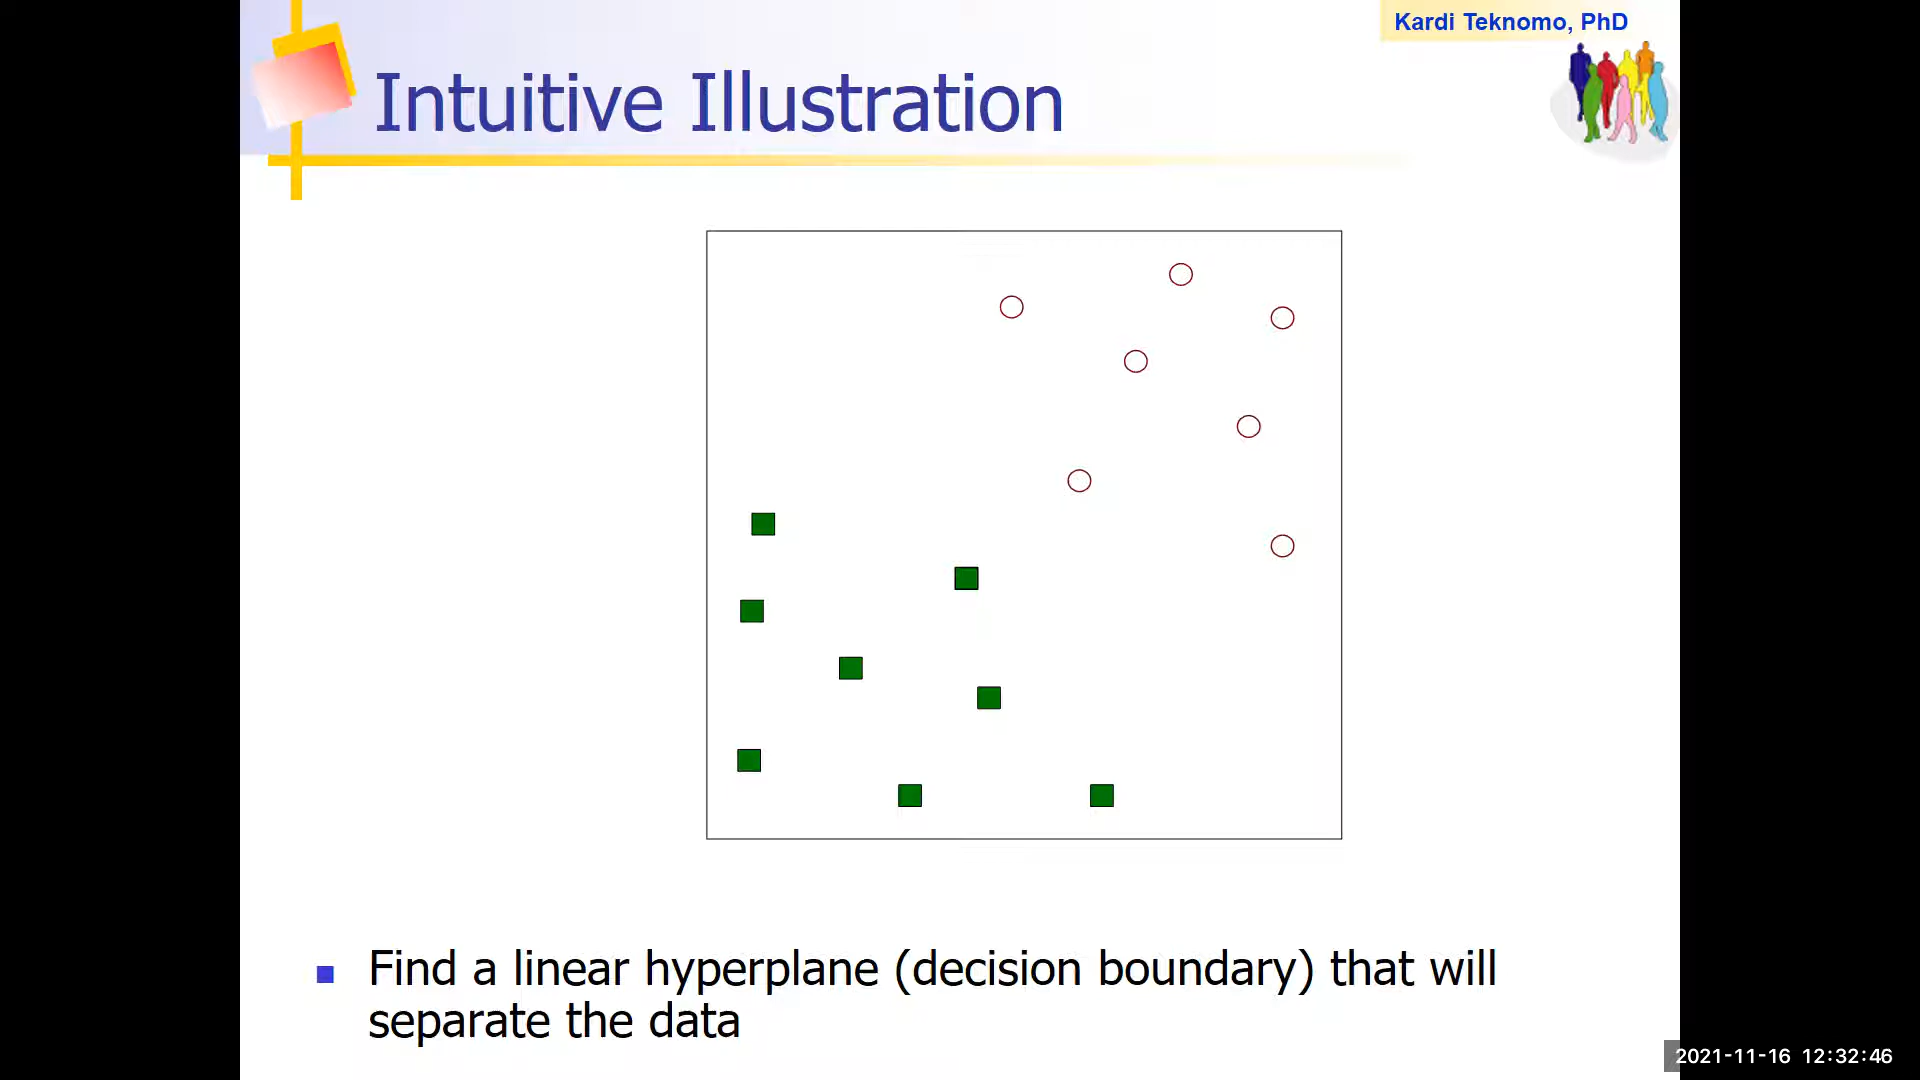 Kardi Teknomo, PhD
Intuitive Illustration
Find a linear hyperplane (decision boundary) that will
separate the data
2021-11-16 12:32:46